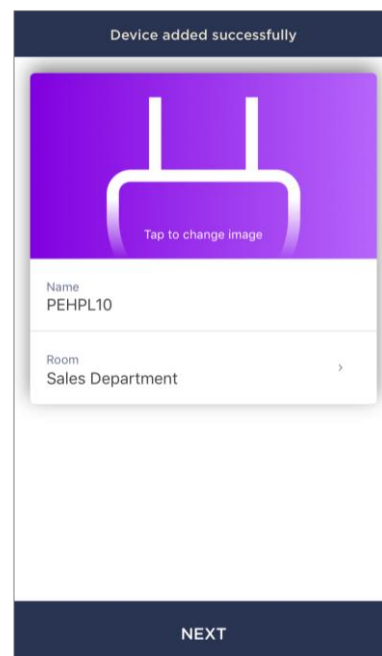 Device added successfully
Tap to change image
Name
PEHPL10
Room
Sales Department
NEXT